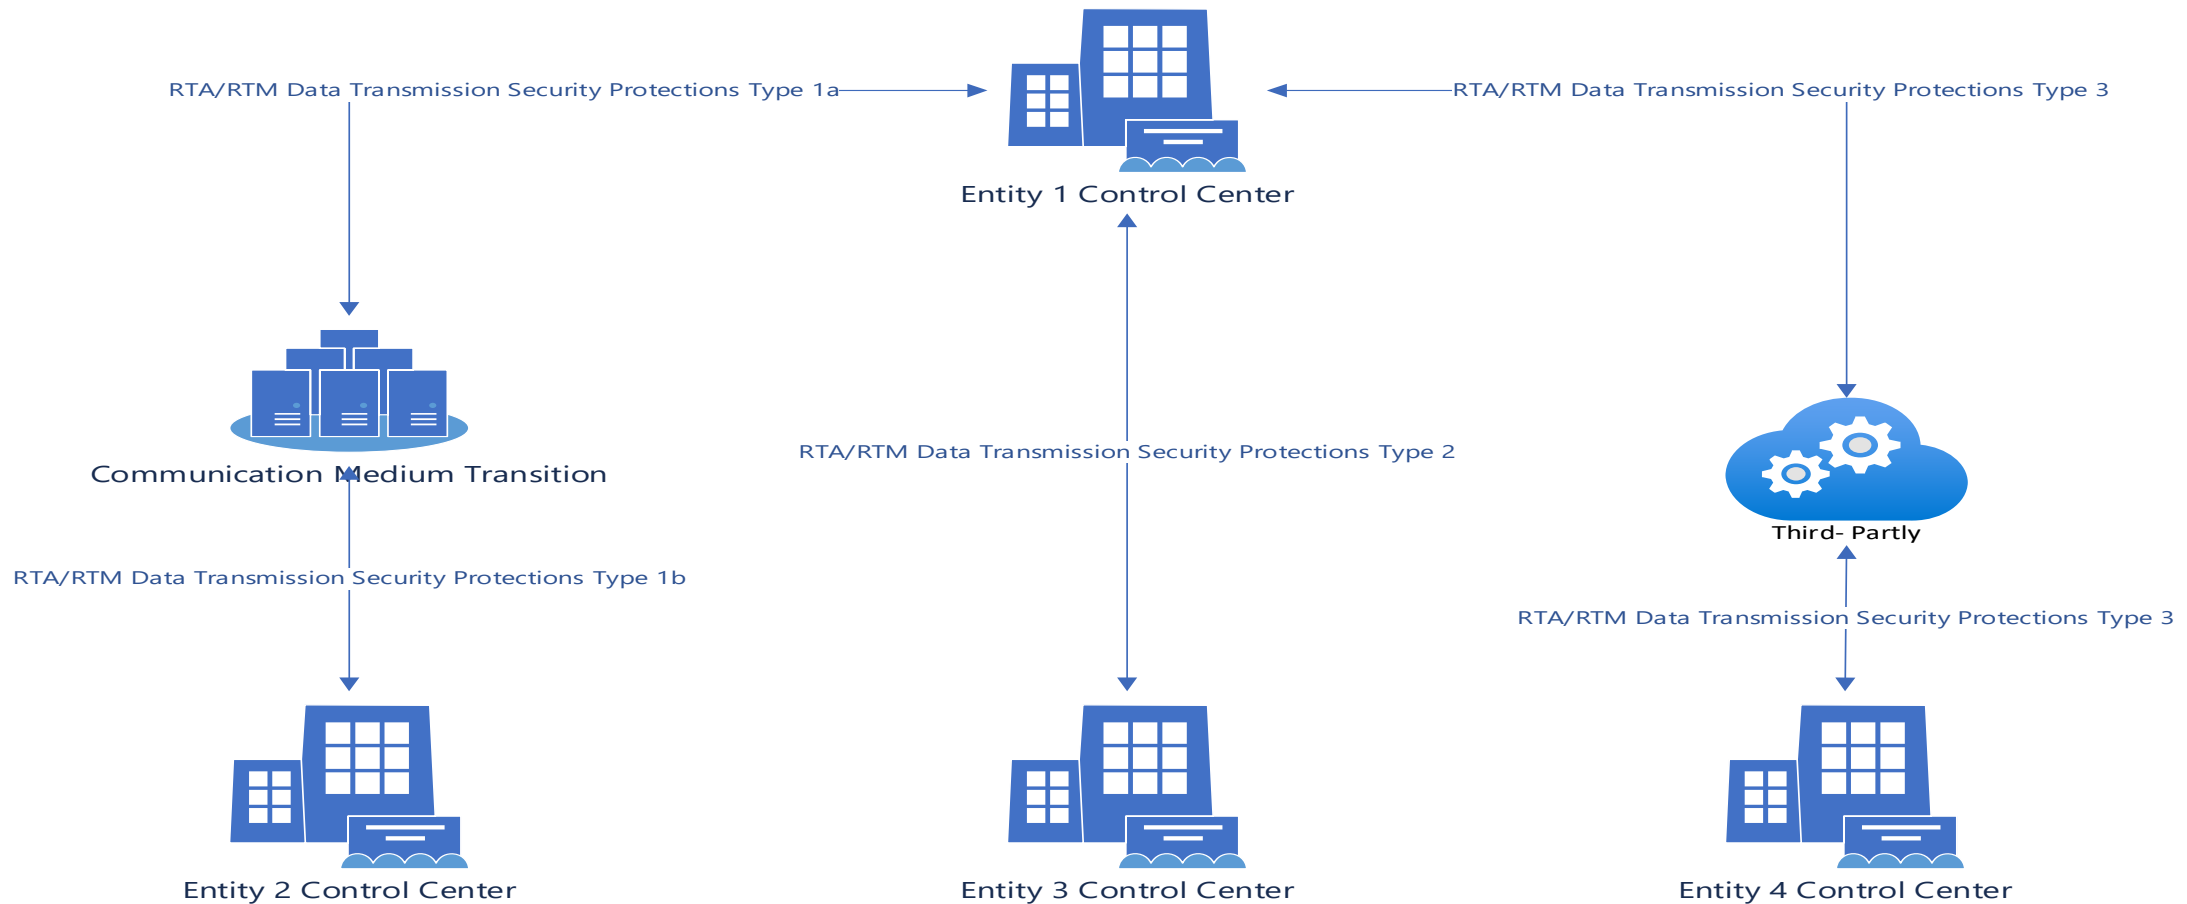 RTA/RTM Data Transmission Security Protections Type 1a
RTA/RTM Data Transmission Security Protections Type 3
Entity 1 Control Center
RTA/RTM Data Transmission Security Protections Type 2
Communication Medium Transition
Third- Partly
RTA/RTM Data Transmission Security Protections Type 1b
RTA/RTM Data Transmission Security Protections Type 3
Entity 2 Control Center
Entity 3 Control Center
Entity 4 Control Center